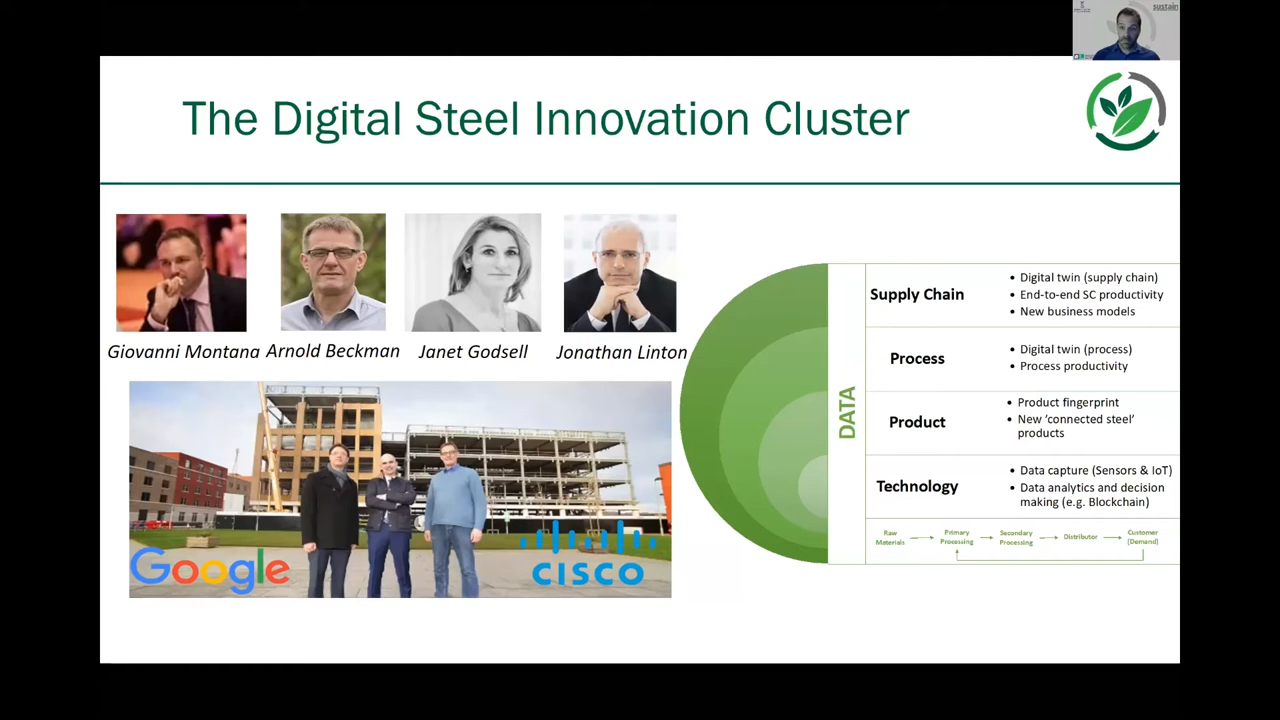 sustain
The Digital Steel Innovation Cluster
Giovanni Montana
Arnold Beckman
Janet Godsell
Jonathan Linton
Google
CISCO
DATA
Supply Chain
• Digital twin (supply chain)
• End-to-end SC productivity
• New business models
Process
• Digital twin (process)
• Process productivity
Product
• Product fingerprint
• New ‘connected steel’
products
Technology
• Data capture (Sensors & IoT)
• Data analytics and decision
making (e.g. Blockchain)
Raw
Materials
Primary
Processing
Secondary
Processing
Distributor
Customer
(Demand)